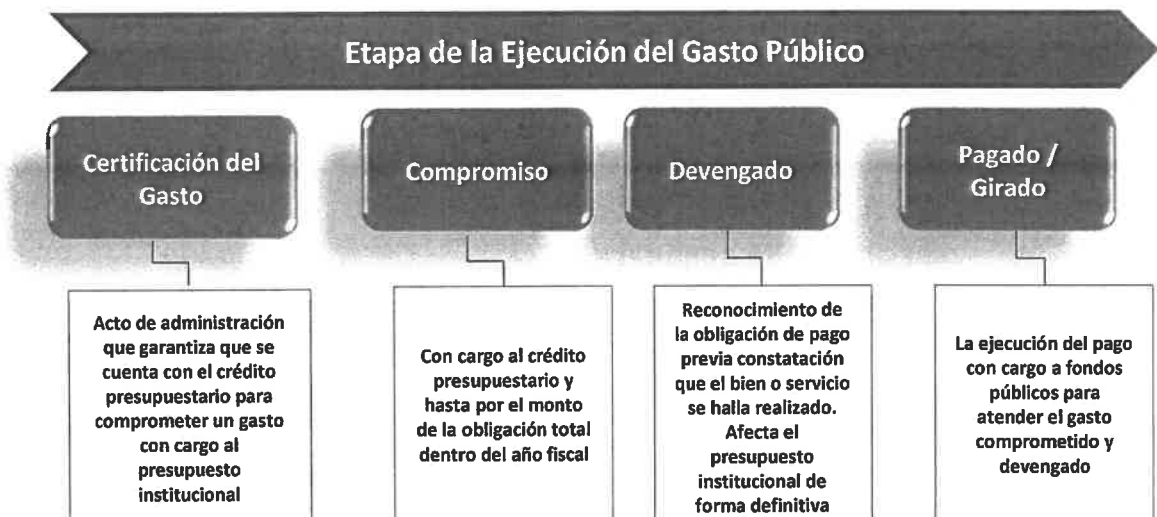 Etapa de la Ejecución del Gasto Público
Certificación del
Gasto
Acto de administración
que garantiza que se
cuenta con el crédito
presupuestario para
comprometer un gasto
con cargo al
presupuesto
institucional
Compromiso
Con cargo al crédito
presupuestario y
hasta por el monto
de la obligación total
dentro del año fiscal
Devengado
Reconocimiento de
la obligación de pago
previa constatación
que el bien o servicio
se halla realizado.
Afecta el
presupuesto
institucional de
forma definitiva
Pagado /
Girado
La ejecución del pago
con cargo a fondos
públicos para
atender el gasto
comprometido y
devengado